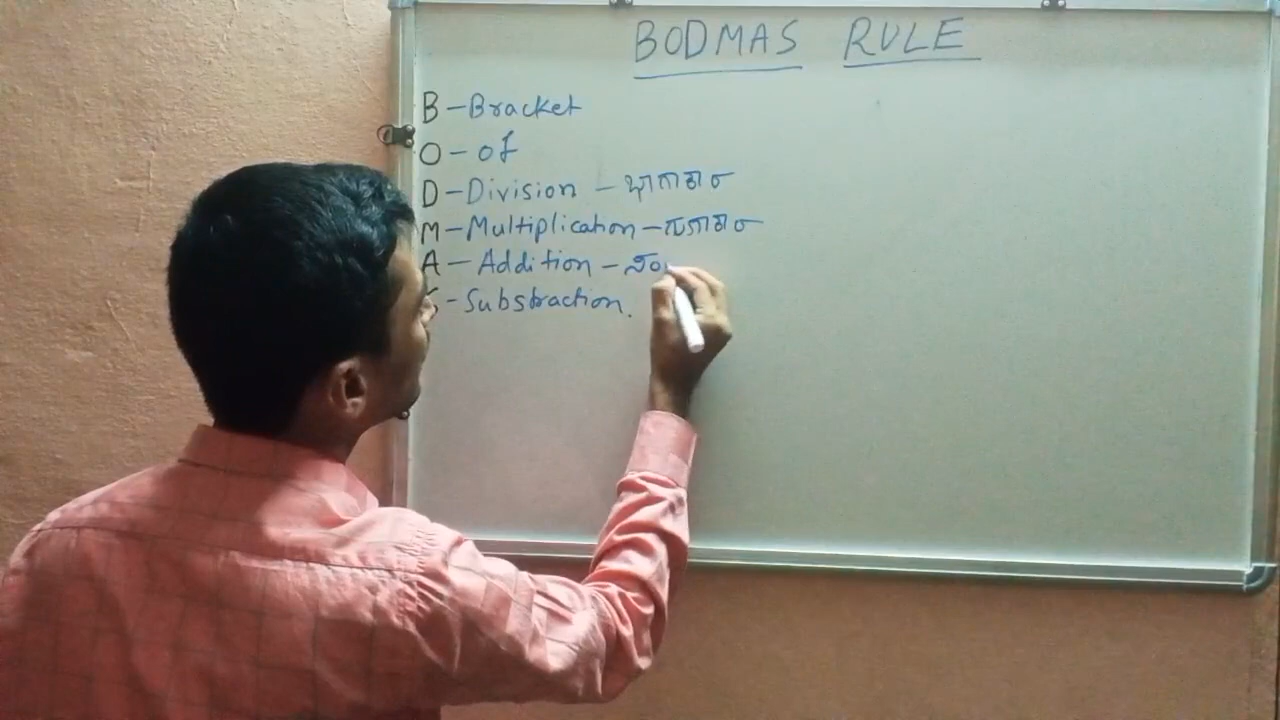 BODMAS RULE
B - Bracket
O - of
D - Division -
M - Multiplication -
A - Addition -
S - Substraction.